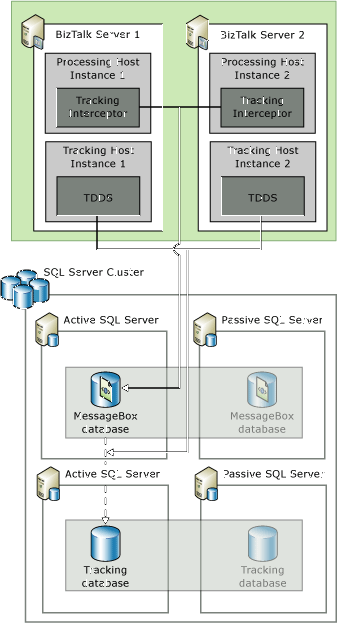 BizTalk Server 1
BizTalk Server 2
Processing Host
Instance 1
Processing Host
Instance 2
Tracking
Interceptor
Tracking
Interceptor
Tracking Host
Instance 1
Tracking Host
Instance 2
TDDS
TDDS
SQL Server Cluster
Active SQL Server
Passive SQL Server
MessageBox
database
MessageBox
database
Active SQL Server
Passive SQL Server
Tracking
database
Tracking
database